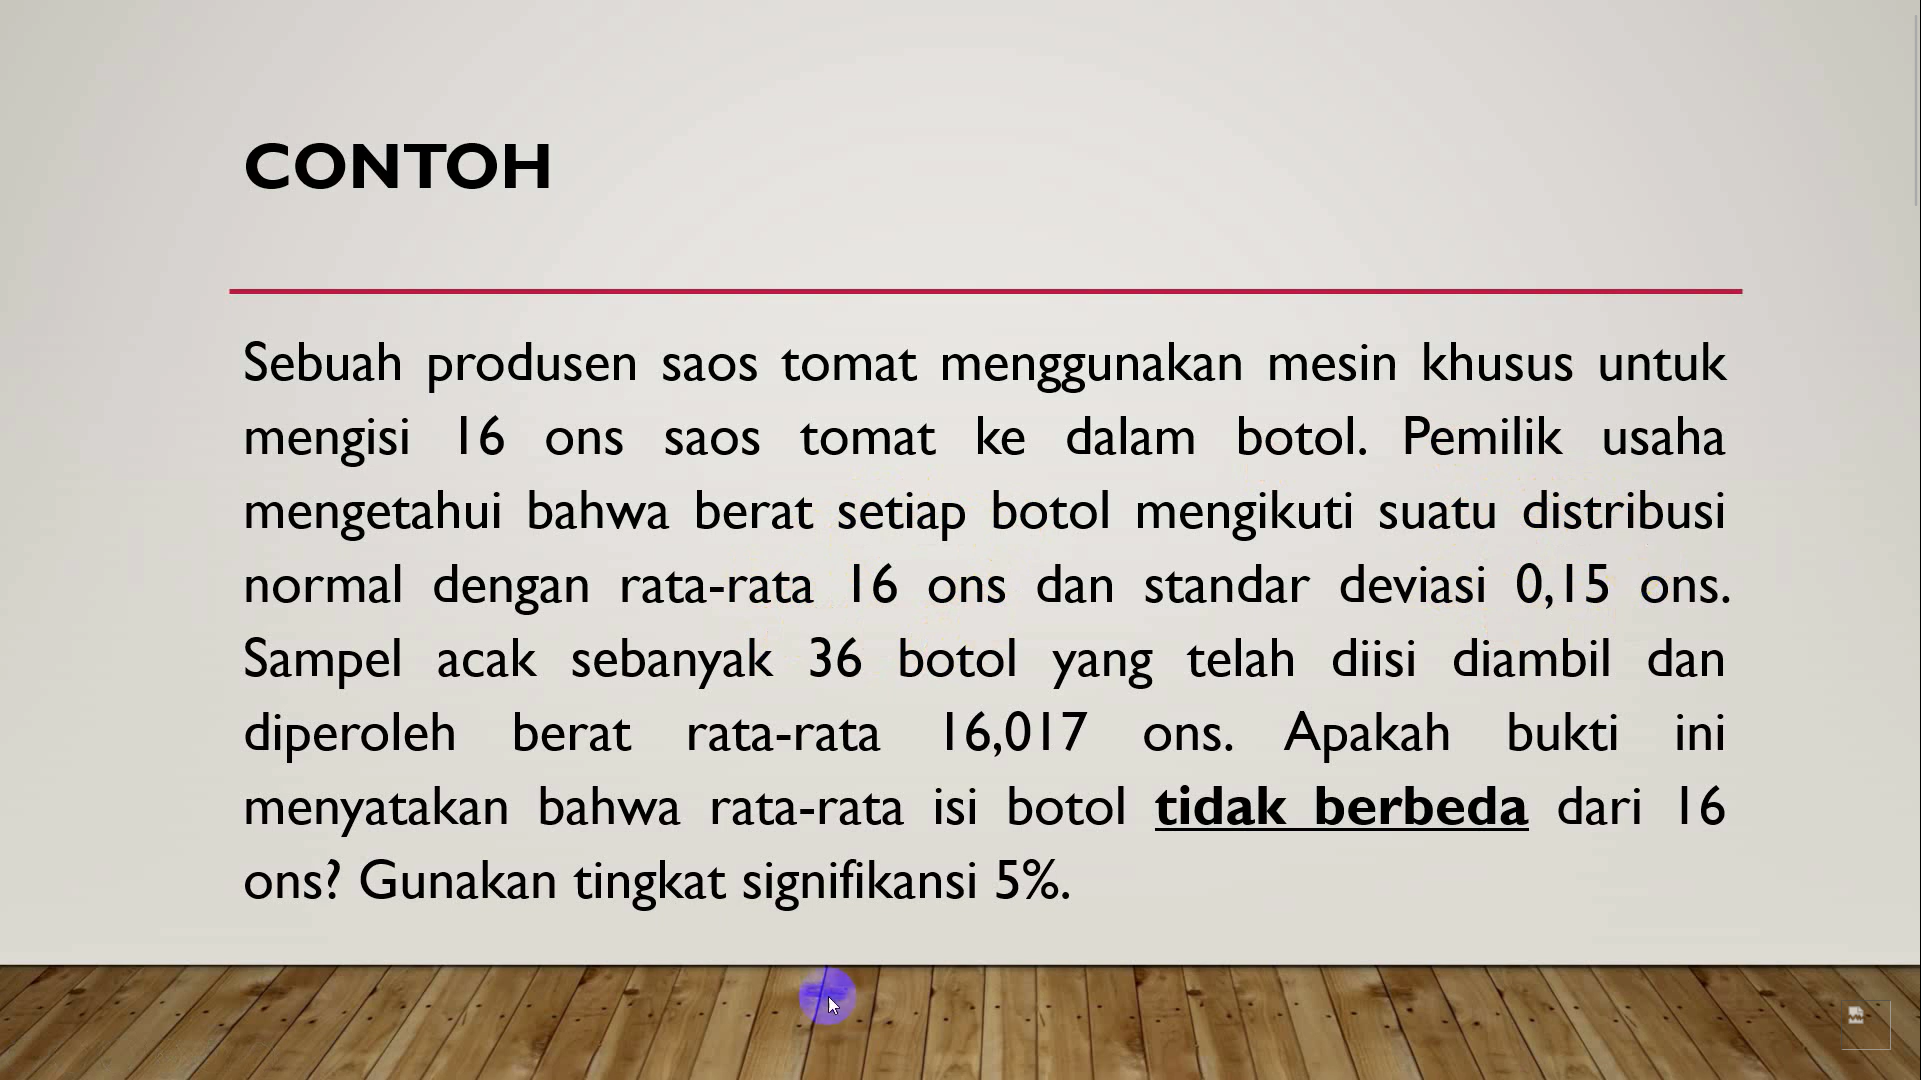 CONTOH
Sebuah produsen saos tomat menggunakan mesin khusus untuk
mengisi 16 ons saos tomat ke dalam botol. Pemilik usaha
mengetahui bahwa berat setiap botol mengikuti suatu distribusi
normal dengan rata-rata 16 ons dan standar deviasi 0,15 ons.
Sampel acak sebanyak 36 botol yang telah diisi diambil dan
diperoleh berat rata-rata 16,017 ons. Apakah bukti ini
menyatakan bahwa rata-rata isi botol tidak berbeda dari 16
ons? Gunakan tingkat signifikansi 5%.